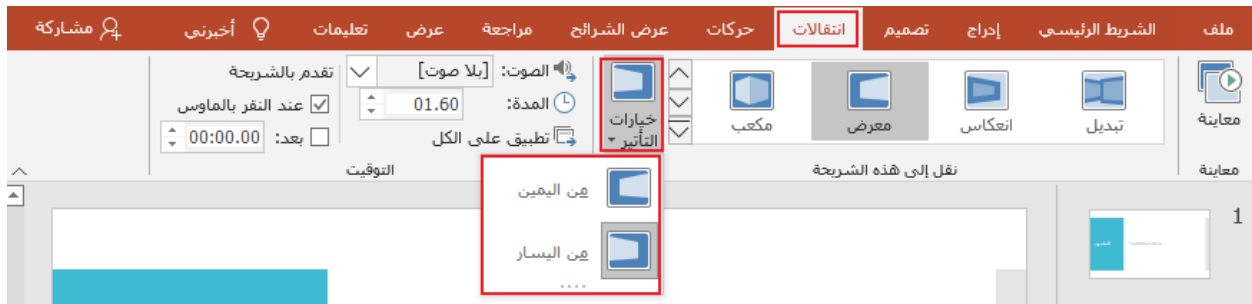 ملف الشريط الرئيسي إدراج تصميم انتقالات حركات عرض الشرائح مراجعة عرض تعليمات أخبرني مشاركة
معاينة
تبديل
انعكاس
معرض
مكعب
خيارات
التأثير
الصوت: [بلا صوت]
المدة: 01.60
تطبيق على الكل
تقدم بالشريحة
عند النقر بالماوس
بعد: 00:00.00
معاينة
نقل إلى هذه الشريحة
التوقيت
من اليمين
من اليسار
1